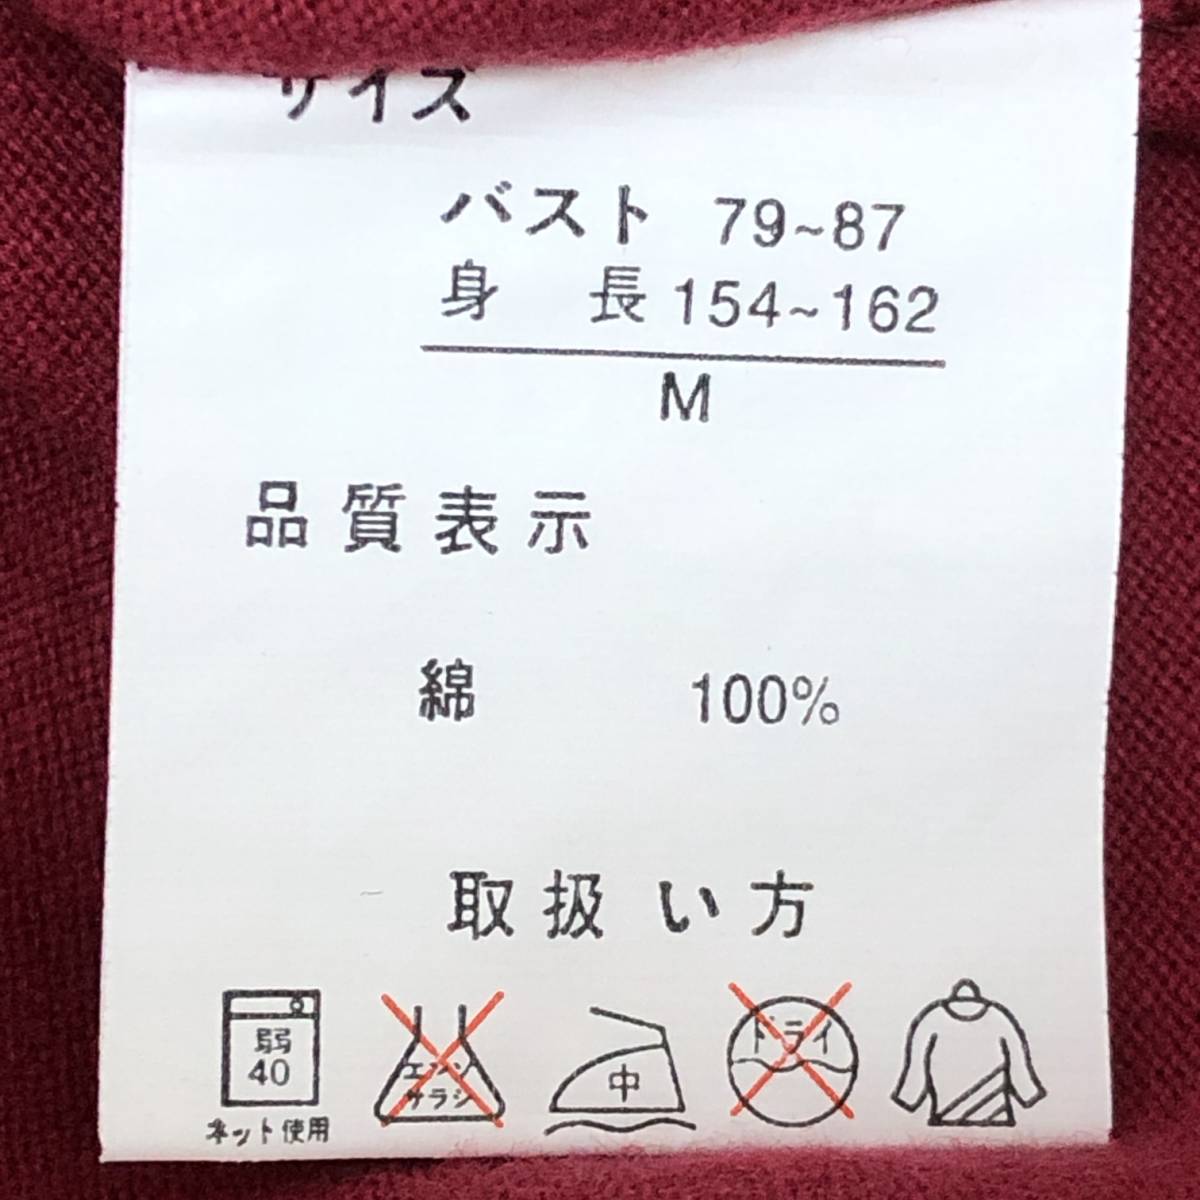 サイズ
バスト 79~87
身 長 154~162
M
品質表示
綿 100%
取扱い方
弱
40
ネット使用
エンソ
サラシ
中
ドライ